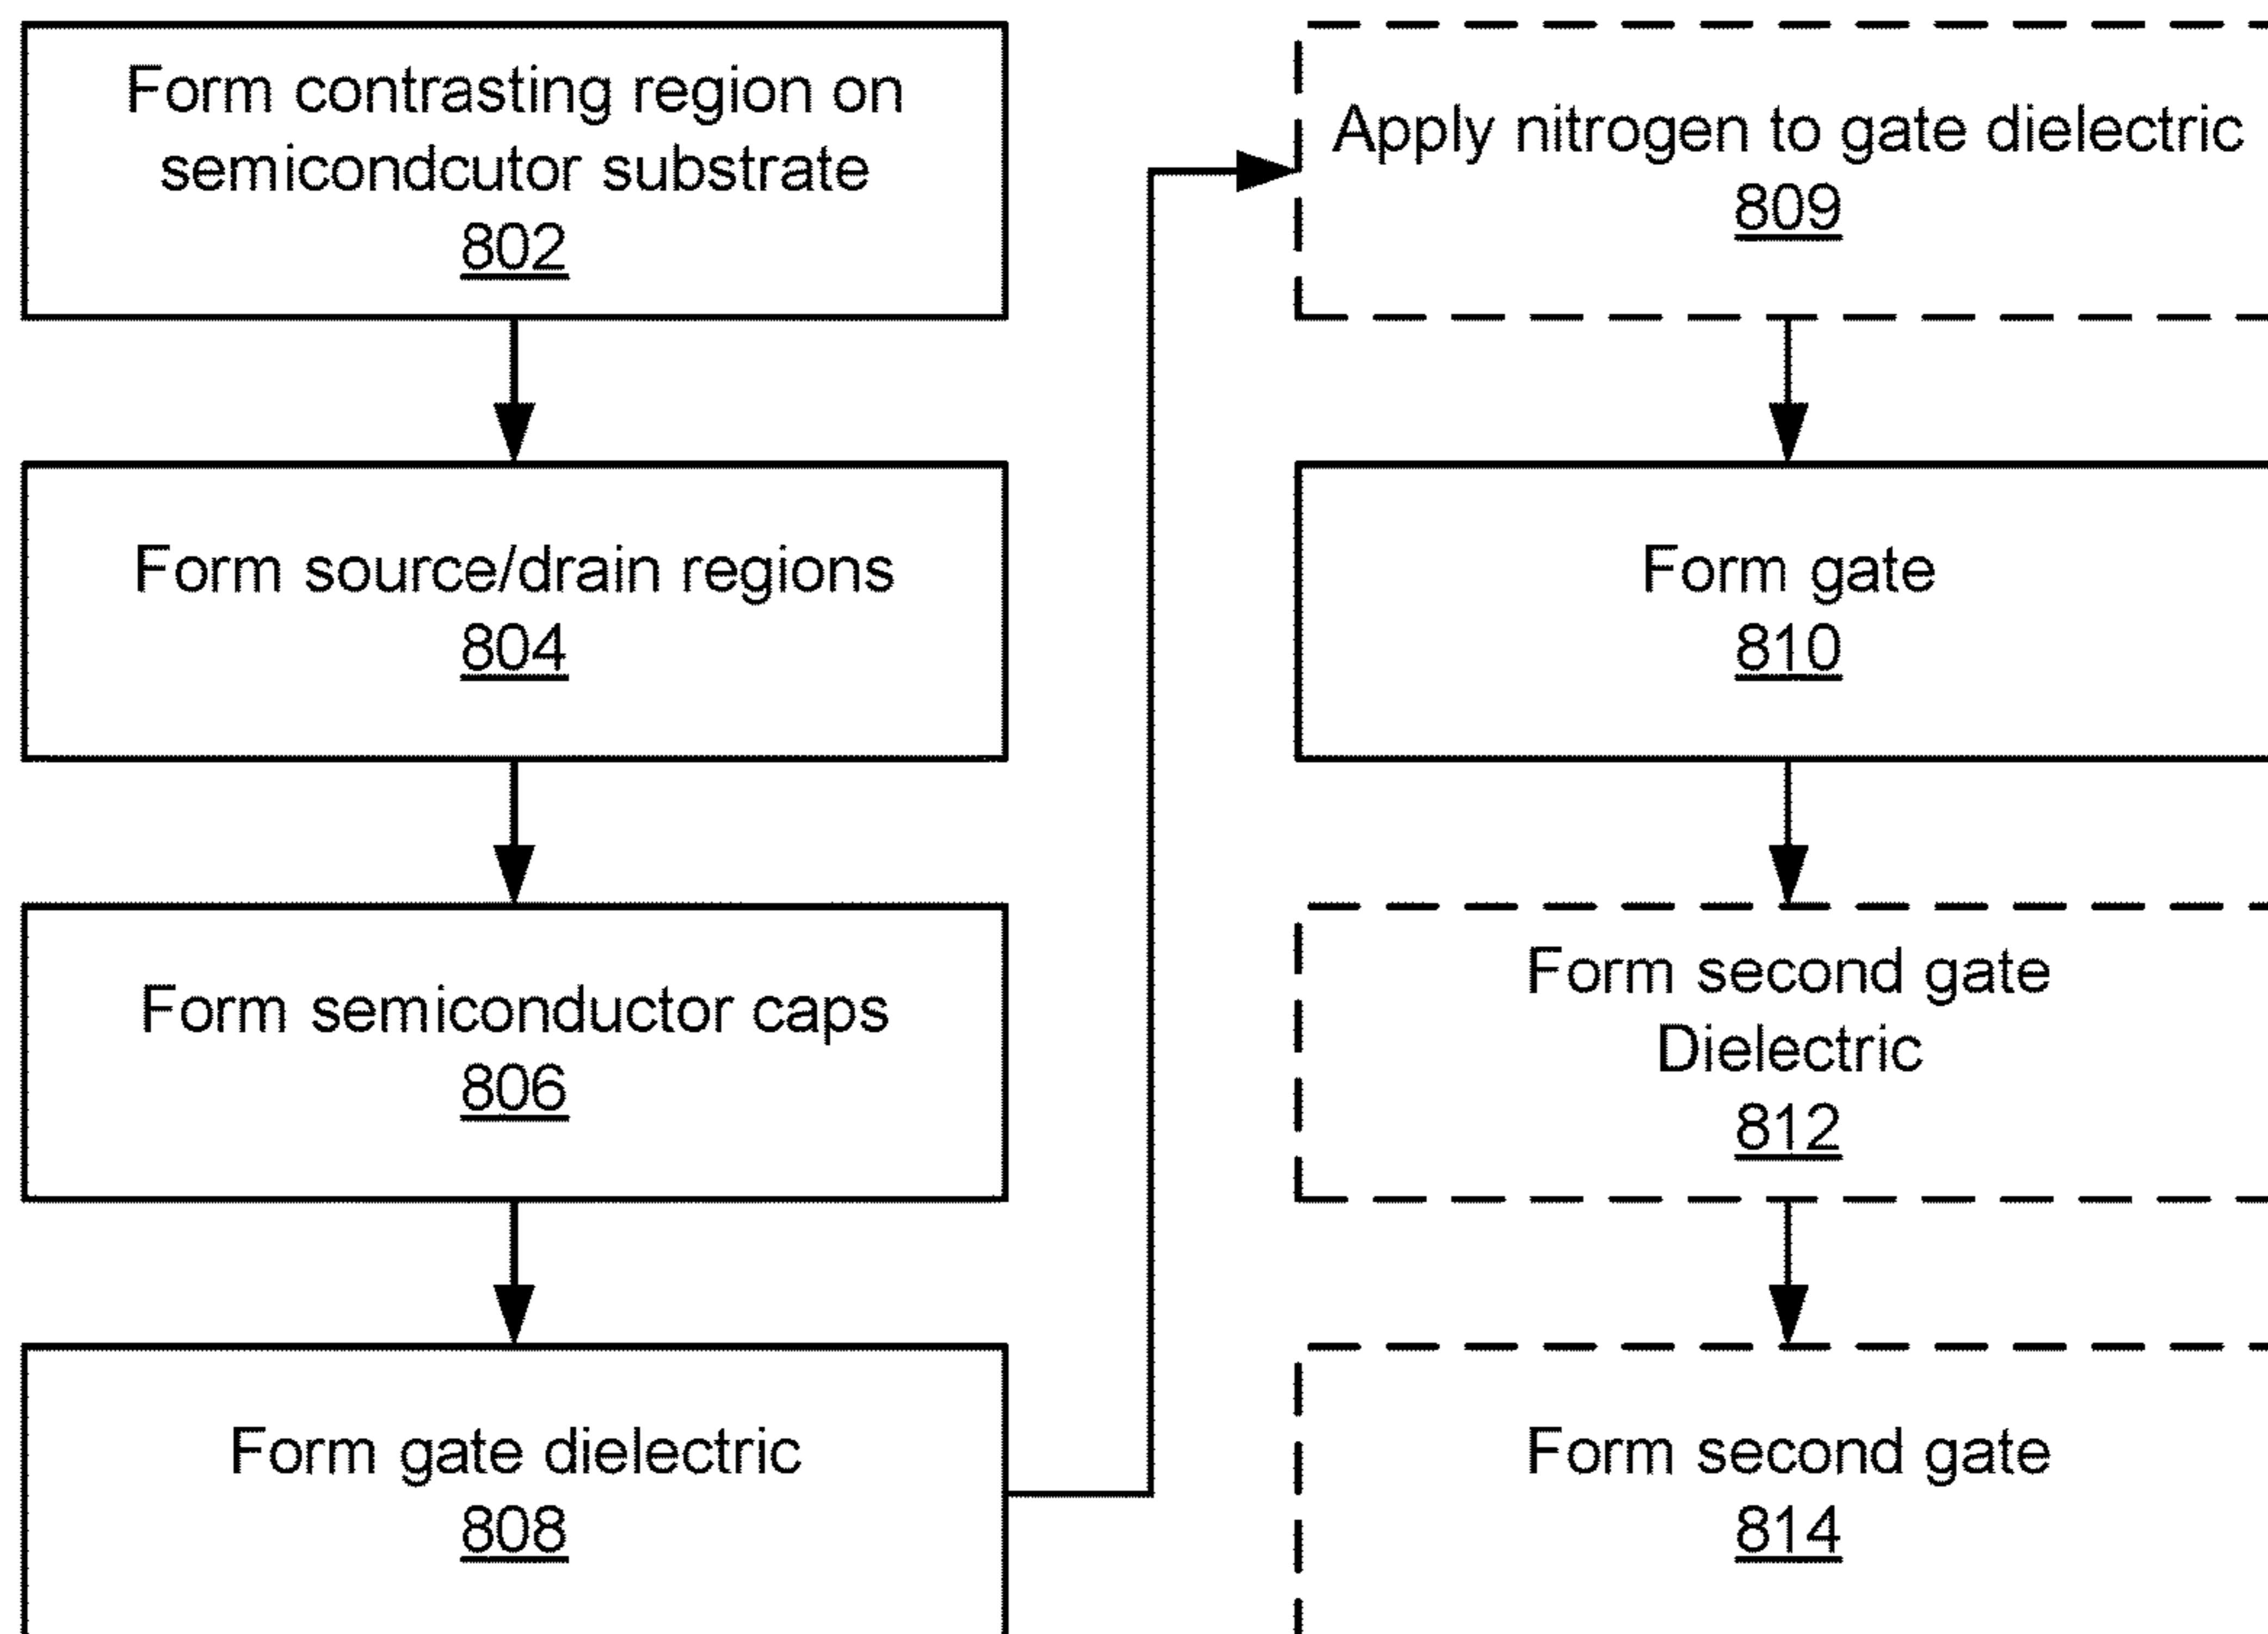 Form contrasting region on
semicondcutor substrate
802
Form source/drain regions
804
Form semiconductor caps
806
Form gate dielectric
808
Apply nitrogen to gate dielectric
809
Form gate
810
Form second gate
Dielectric
812
Form second gate
814